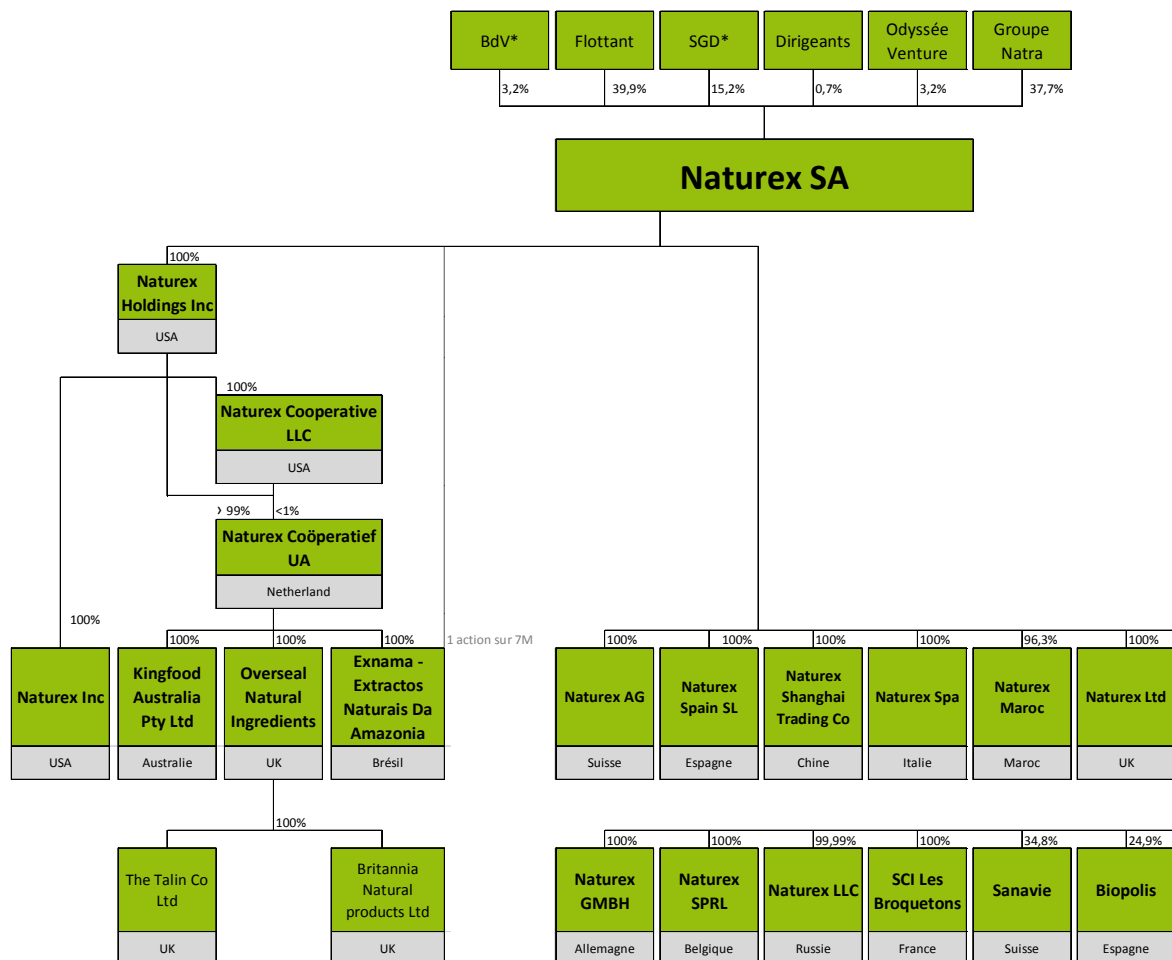 BdV*
Flottant
SGD*
Dirigeants
Odyssée
Venture
Groupe
Natra
3,2%
39,9%
15,2%
0,7%
3,2%
37,7%
Naturex SA
100%
Naturex
Holdings Inc
USA
100%
Naturex Cooperative
LLC
USA
> 99%
<1%
Naturex Coöperatief
UA
Netherland
100%
100%
100%
100%
1 action sur 7M
100%
100%
100%
100%
96,3%
100%
Naturex Inc
USA
Kingfood
Australia
Pty Ltd
Australie
Overseal
Natural
Ingredients
UK
Exnama -
Extractos
Naturais Da
Amazonia
Brésil
Naturex AG
Suisse
Naturex
Spain SL
Espagne
Naturex
Shanghai
Trading Co
Chine
Naturex Spa
Italie
Naturex
Maroc
Maroc
Naturex Ltd
UK
100%
100%
100%
99,99%
100%
34,8%
24,9%
The Talin Co
Ltd
UK
Britannia
Natural
products Ltd
UK
Naturex
GMBH
Allemagne
Naturex
SPRL
Belgique
Naturex LLC
Russie
SCI Les
Broquetons
France
Sanavie
Suisse
Biopolis
Espagne